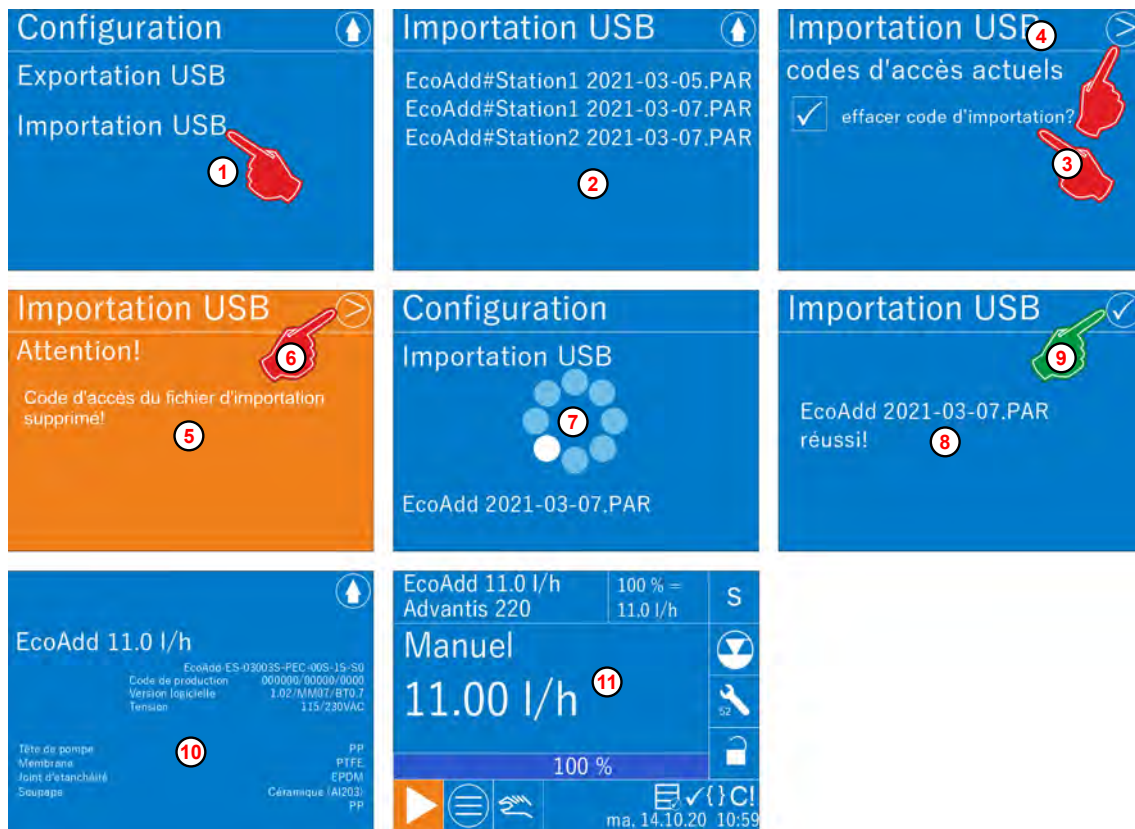 Configuration
Exportation USB
Importation USB
1
Importation USB
EcoAdd#Station1 2021-03-05.PAR
EcoAdd#Station1 2021-03-07.PAR
EcoAdd#Station2 2021-03-07.PAR
2
Importation USB
4
codes d'accès actuels
effacer code d'importation?
3
Importation USB
Attention!
6
Code d'accès du fichier d'importation
supprimé!
5
Configuration
Importation USB
7
EcoAdd 2021-03-07.PAR
Importation USB
9
EcoAdd 2021-03-07.PAR
réussi!
8
EcoAdd 11.0 l/h
EcoAdd-ES-03003S-PEC-00S-1S-S0
Code de production 000000/00000/0000
Version logicielle 1.02/MM07/BT0.7
Tension 115/230VAC
10
Tête de pompe PP
Membrane PTFE
Joint d'étanchéité EPDM
Soupape Céramique (Al203)
PP
EcoAdd 11.0 l/h
Advantis 220
100 % =
11.0 l/h
S
Manuel
11.00 l/h
11
52
100 %
{} C!
ma. 14.10.20 10:59